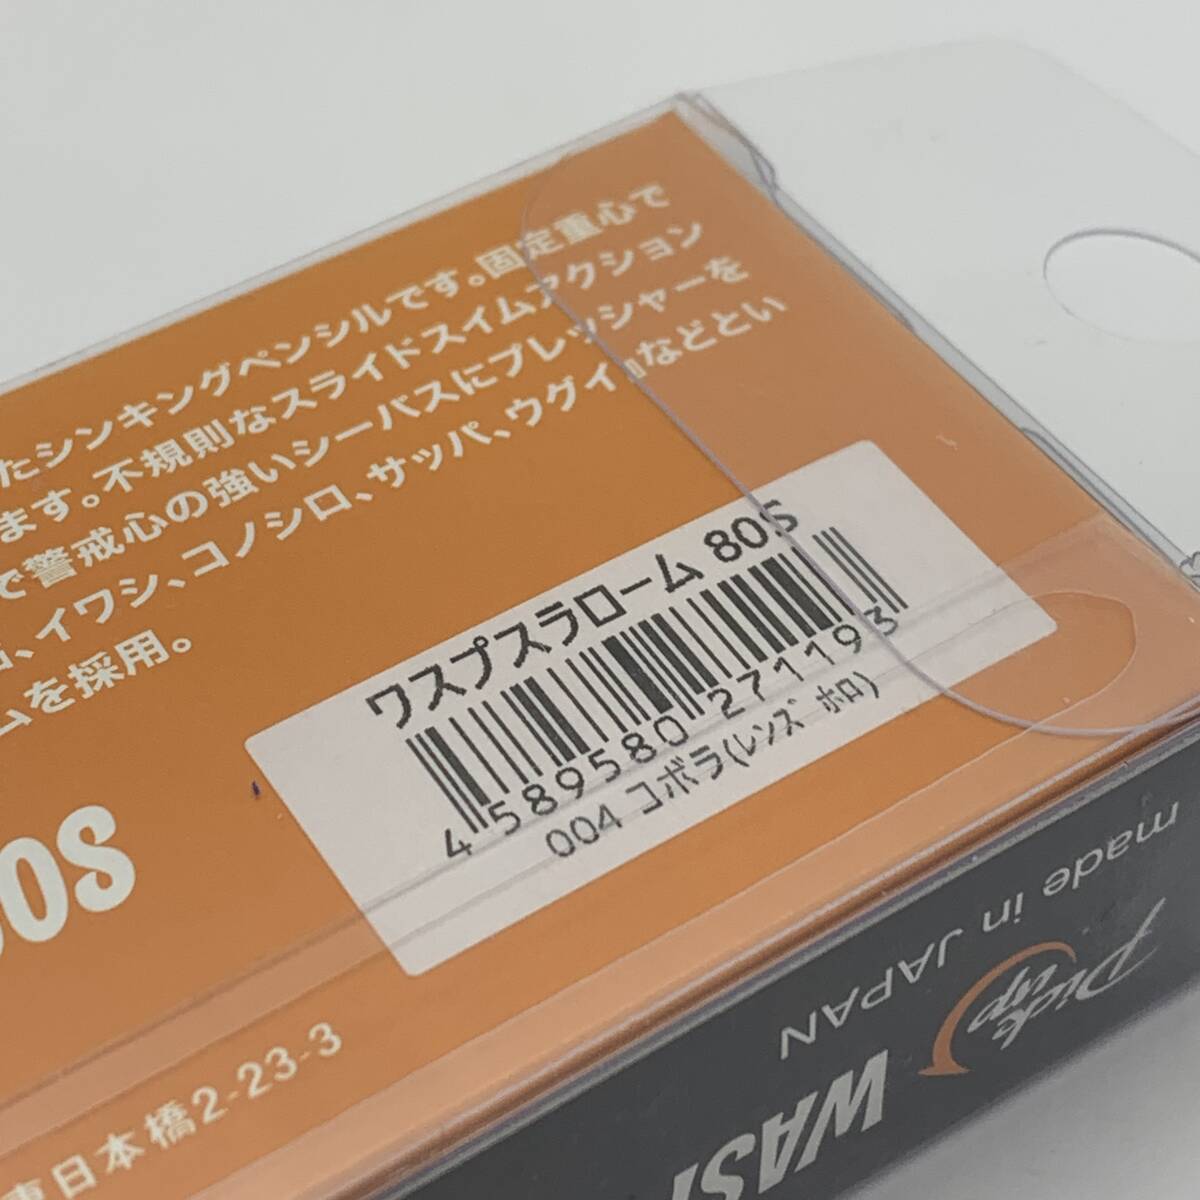 たシンキングペンシルです。固定重心で
ます。不規則なスライドスイムアクション
で警戒心の強いシーバスにプレッシャーを
、イワシ、コノシロ、サッパ、ウグイ』などとい
ムを採用。
ワスプスラローム 80S
4 589580 271193
004 コボラ(レンズ ホロ)
0S
東日本橋2-23-3
made in JAPAN
Pick up
WASP